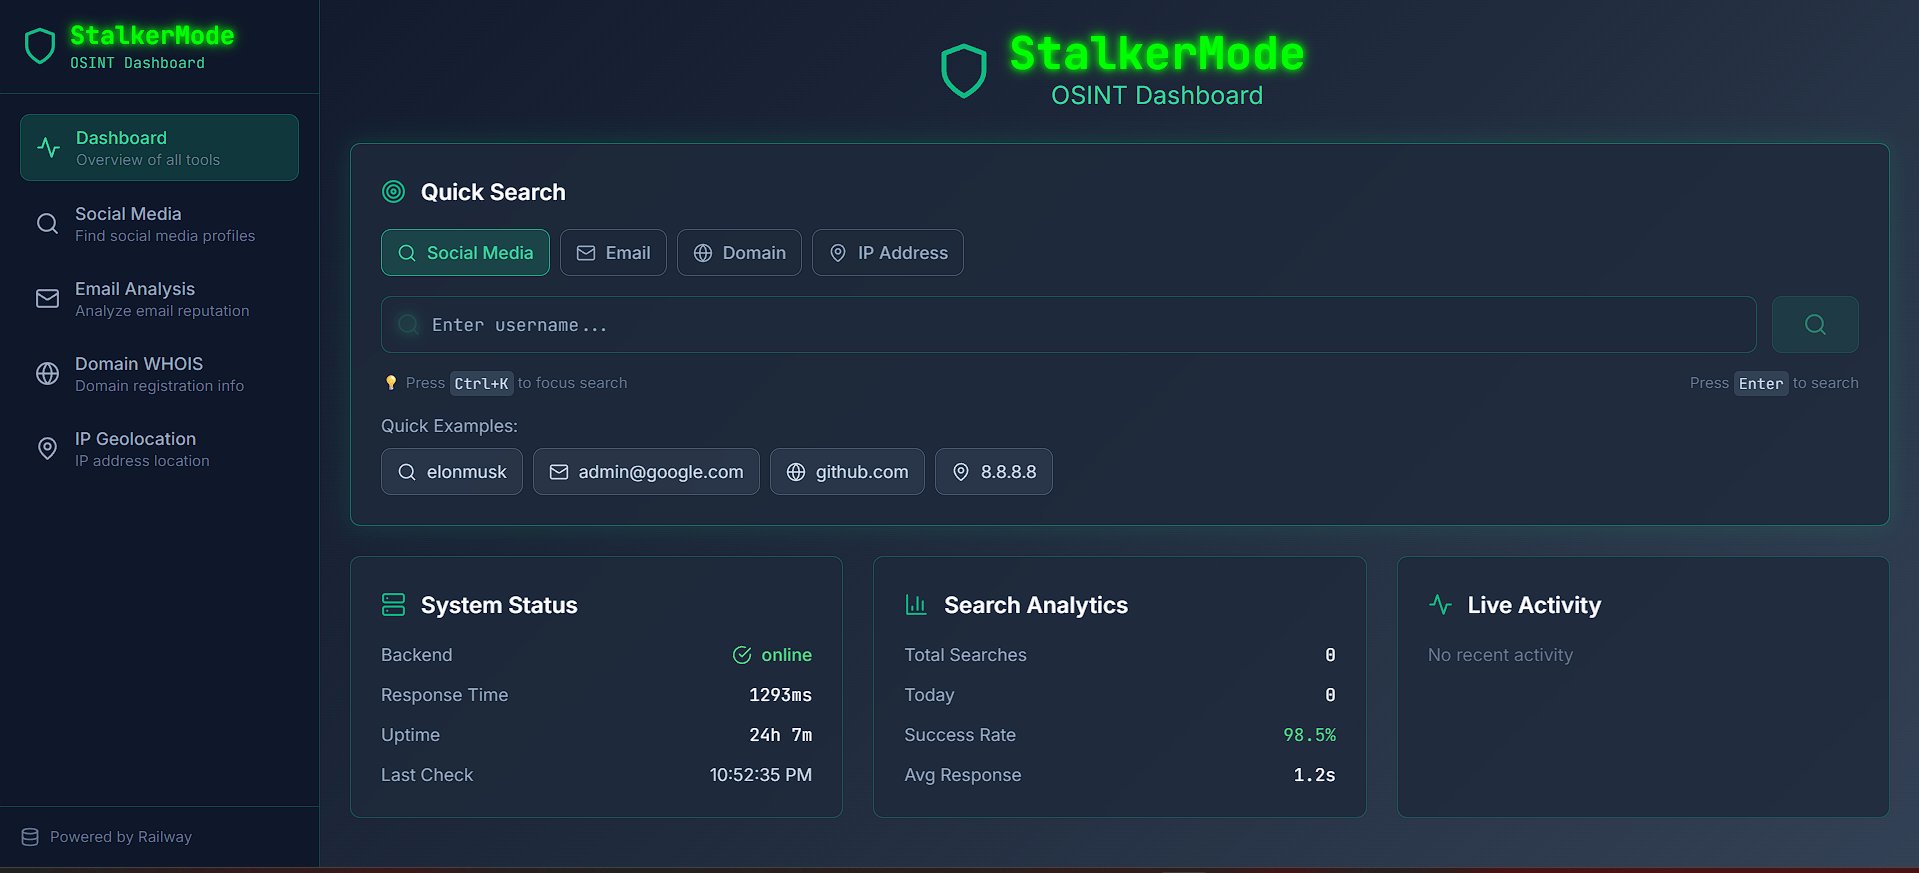 StalkerMode
OSINT Dashboard
Dashboard
Overview of all tools
Social Media
Find social media profiles
Email Analysis
Analyze email reputation
Domain WHOIS
Domain registration info
IP Geolocation
IP address location
Powered by Railway
StalkerMode
OSINT Dashboard
Quick Search
Social Media Email Domain IP Address
Enter username...
Press Ctrl+K to focus search Press Enter to search
Quick Examples:
elonmusk admin@google.com github.com 8.8.8.8
System Status
Backend online
Response Time 1293ms
Uptime 24h 7m
Last Check 10:52:35 PM
Search Analytics
Total Searches 0
Today 0
Success Rate 98.5%
Avg Response 1.2s
Live Activity
No recent activity